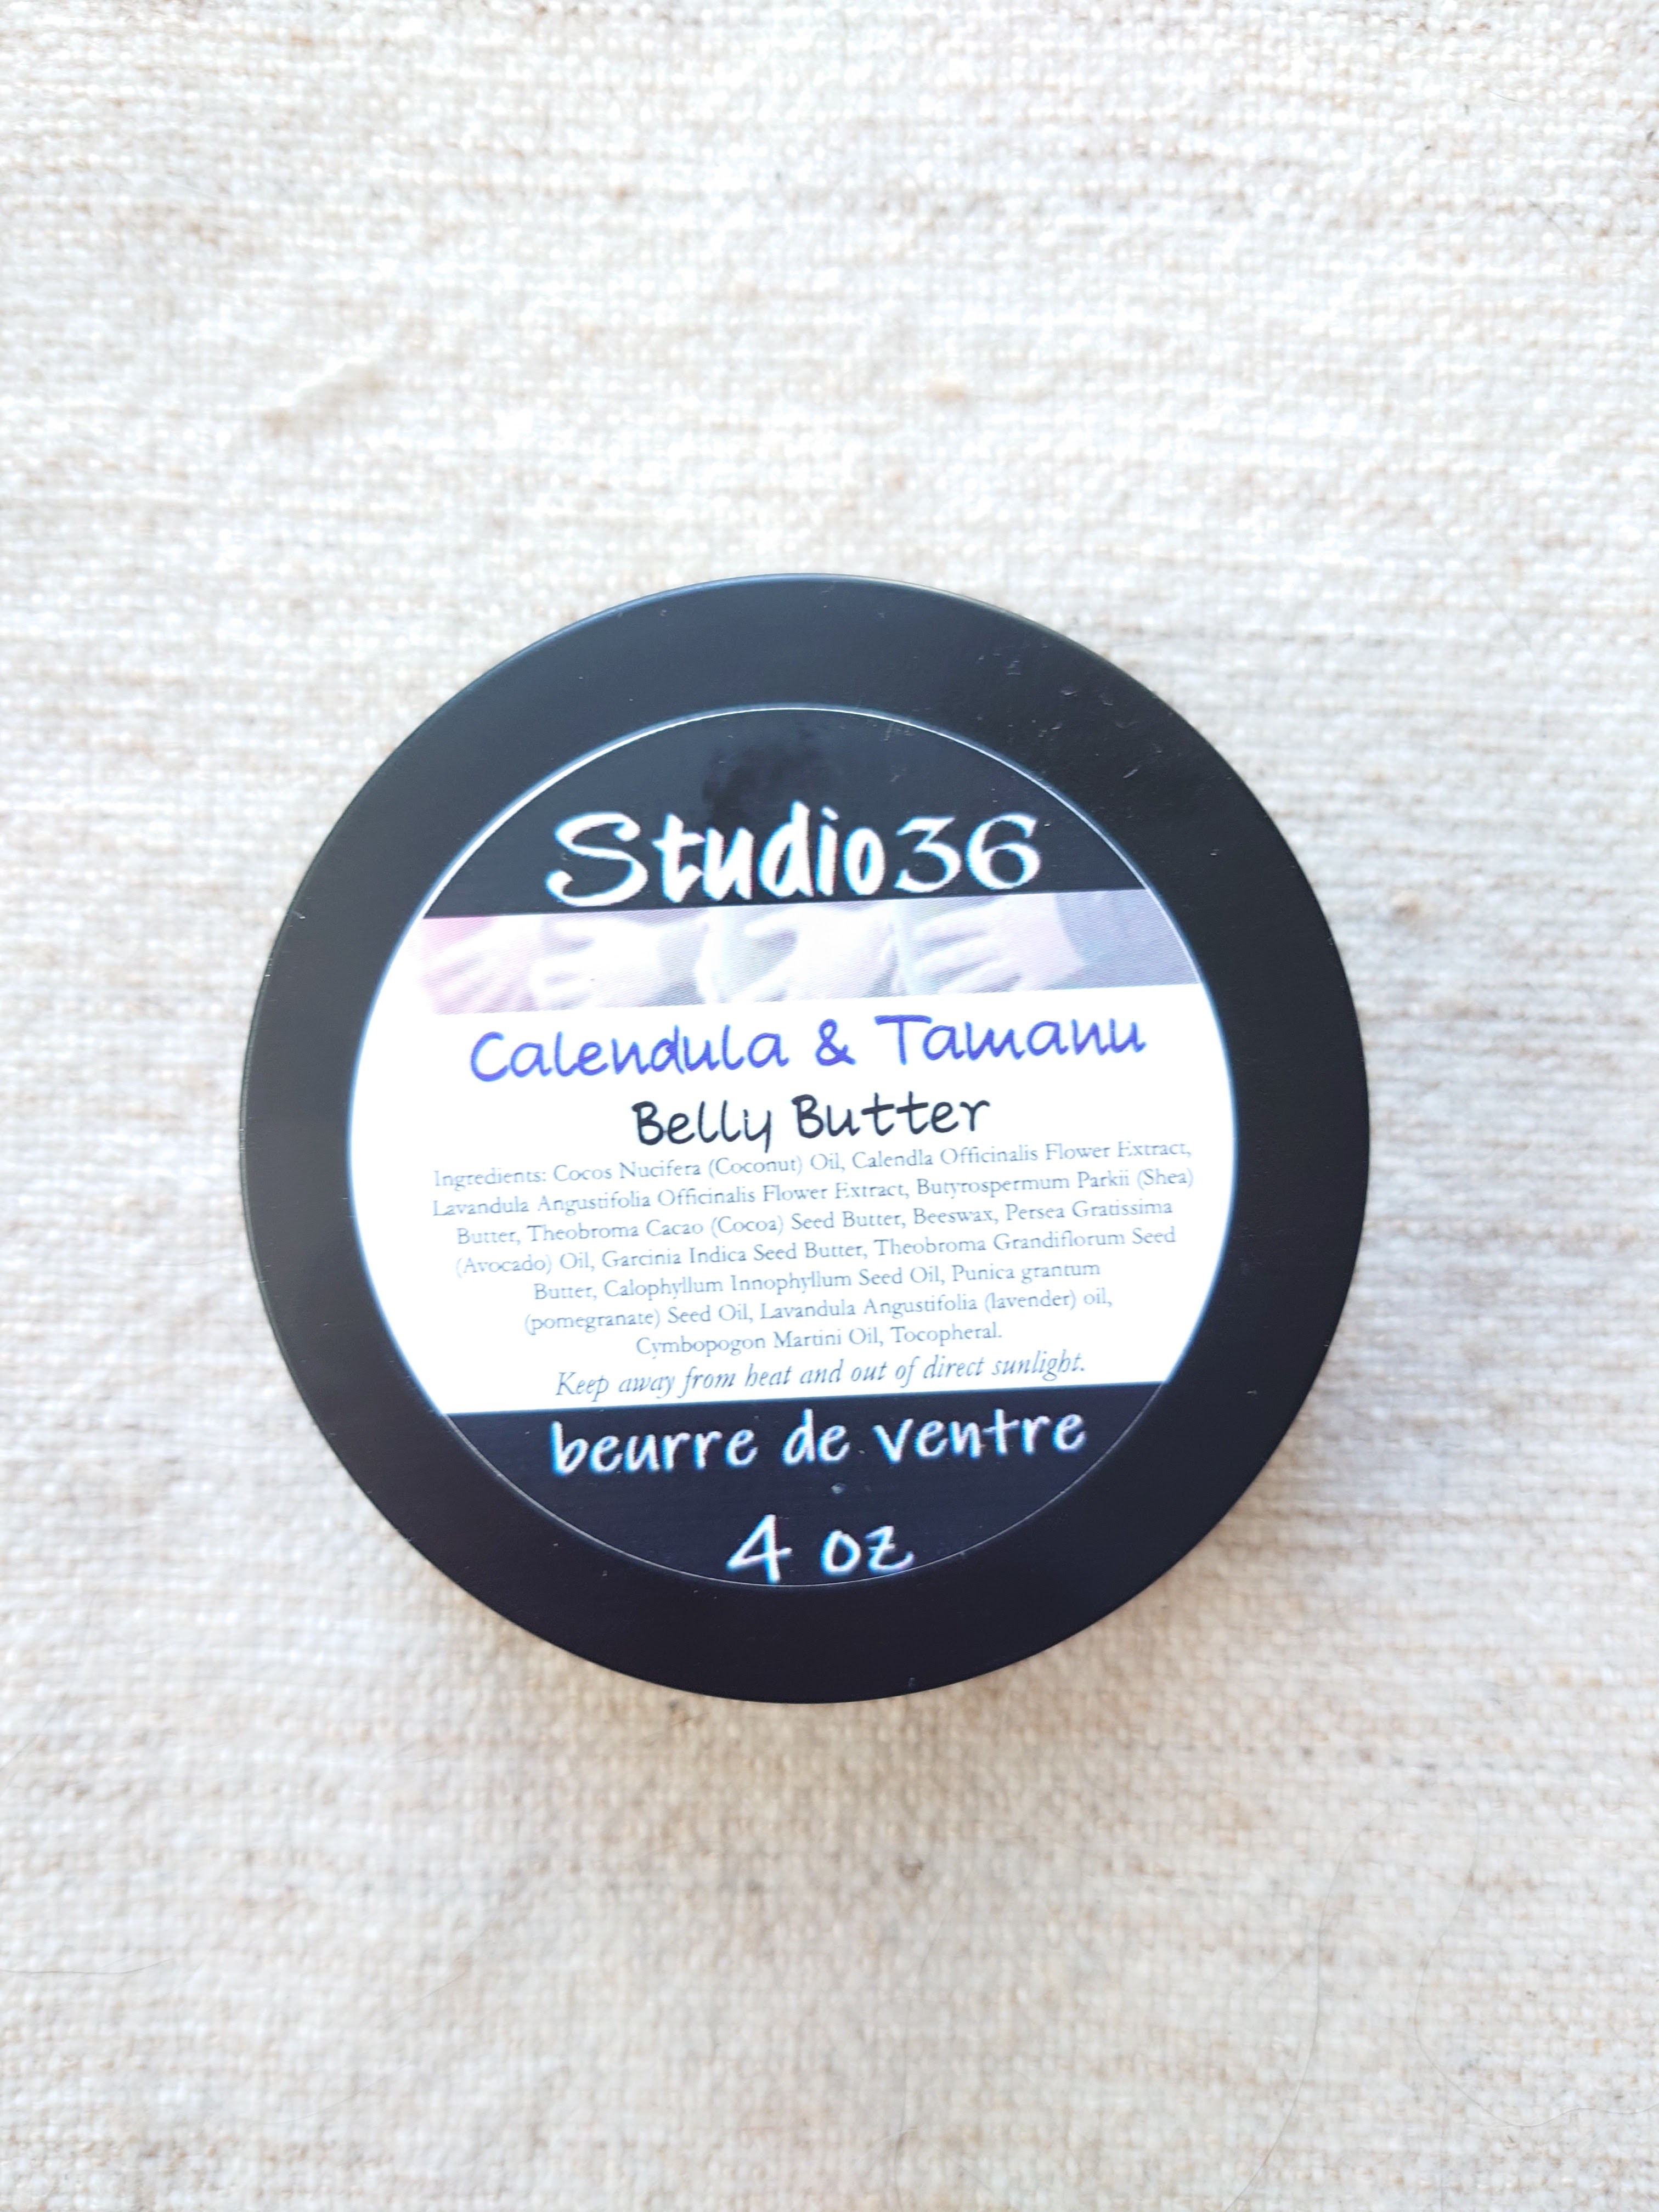 Studio36
Calendula & Tamanu
Belly Butter
Ingredients: Cocos Nucifera (Coconut) Oil, Calendla Officinalis Flower Extract,
Lavandula Angustifolia Officinalis Flower Extract, Butyrospermum Parkii (Shea)
Butter, Theobroma Cacao (Cocoa) Seed Butter, Beeswax, Persea Gratissima
(Avocado) Oil, Garcinia Indica Seed Butter, Theobroma Grandiflorum Seed
Butter, Calophyllum Innophyllum Seed Oil, Punica grantum
(pomegranate) Seed Oil, Lavandula Angustifolia (lavender) oil,
Cymbopogon Martini Oil, Tocopheral.
Keep away from heat and out of direct sunlight.
beurre de ventre
4 oz